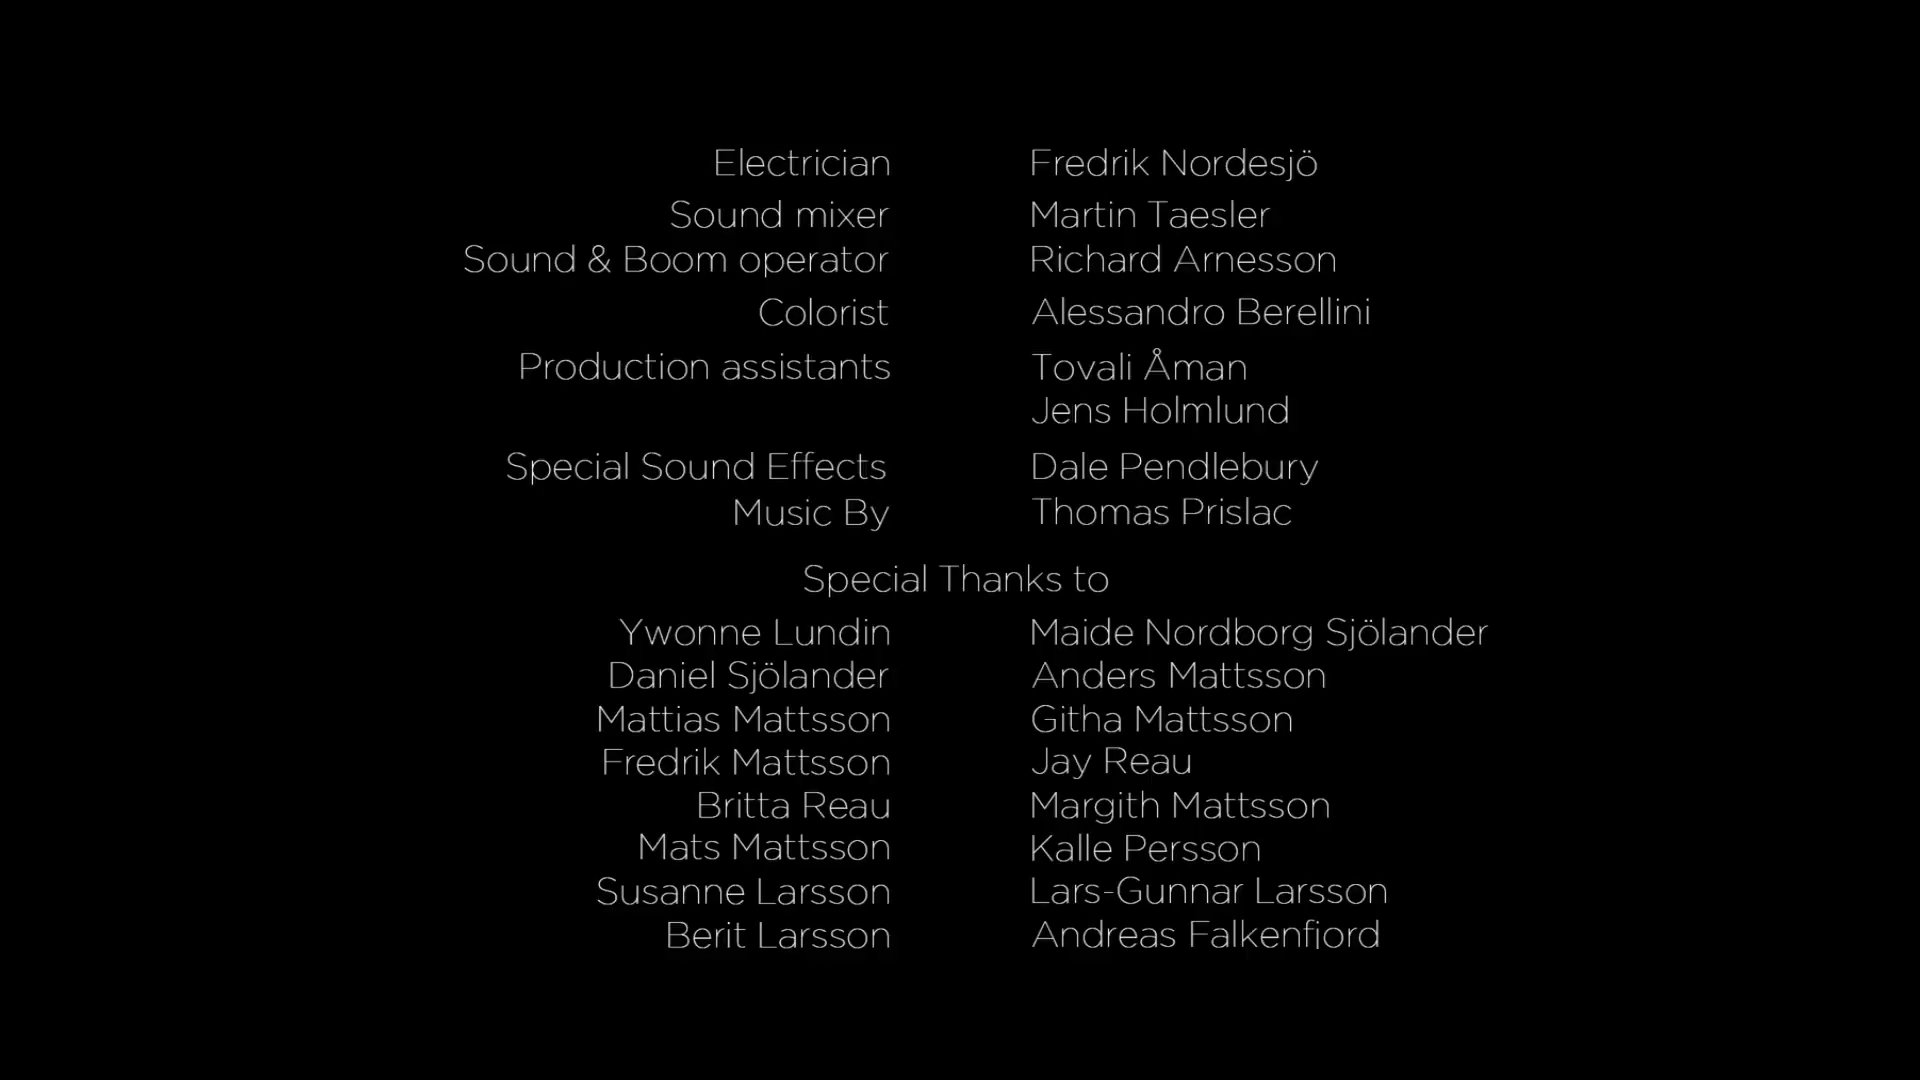 Electrician Fredrik Nordesjö
Sound mixer Martin Taesler
Sound & Boom operator Richard Arnesson
Colorist Alessandro Berellini
Production assistants Tovali Åman
Jens Holmlund
Special Sound Effects Dale Pendlebury
Music By Thomas Prislac
Special Thanks to
Ywonne Lundin Maide Nordborg Sjölander
Daniel Sjölander Anders Mattsson
Mattias Mattsson Githa Mattsson
Fredrik Mattsson Jay Reau
Britta Reau Margith Mattsson
Mats Mattsson Kalle Persson
Susanne Larsson Lars-Gunnar Larsson
Berit Larsson Andreas Falkenfjord